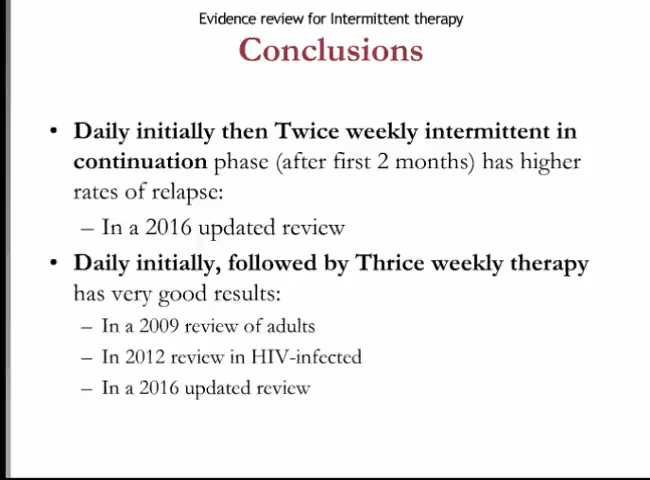 Evidence review for Intermittent therapy
Conclusions
• Daily initially then Twice weekly intermittent in
continuation phase (after first 2 months) has higher
rates of relapse:
– In a 2016 updated review
• Daily initially, followed by Thrice weekly therapy
has very good results:
– In a 2009 review of adults
– In 2012 review in HIV-infected
– In a 2016 updated review